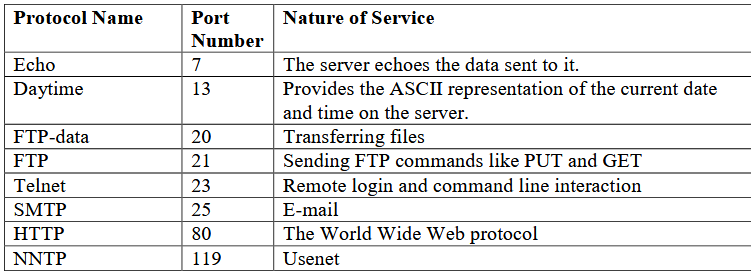 Protocol Name Port Number Nature of Service
Echo 7 The server echoes the data sent to it.
Daytime 13 Provides the ASCII representation of the current date
and time on the server.
FTP-data 20 Transferring files
FTP 21 Sending FTP commands like PUT and GET
Telnet 23 Remote login and command line interaction
SMTP 25 E-mail
HTTP 80 The World Wide Web protocol
NNTP 119 Usenet